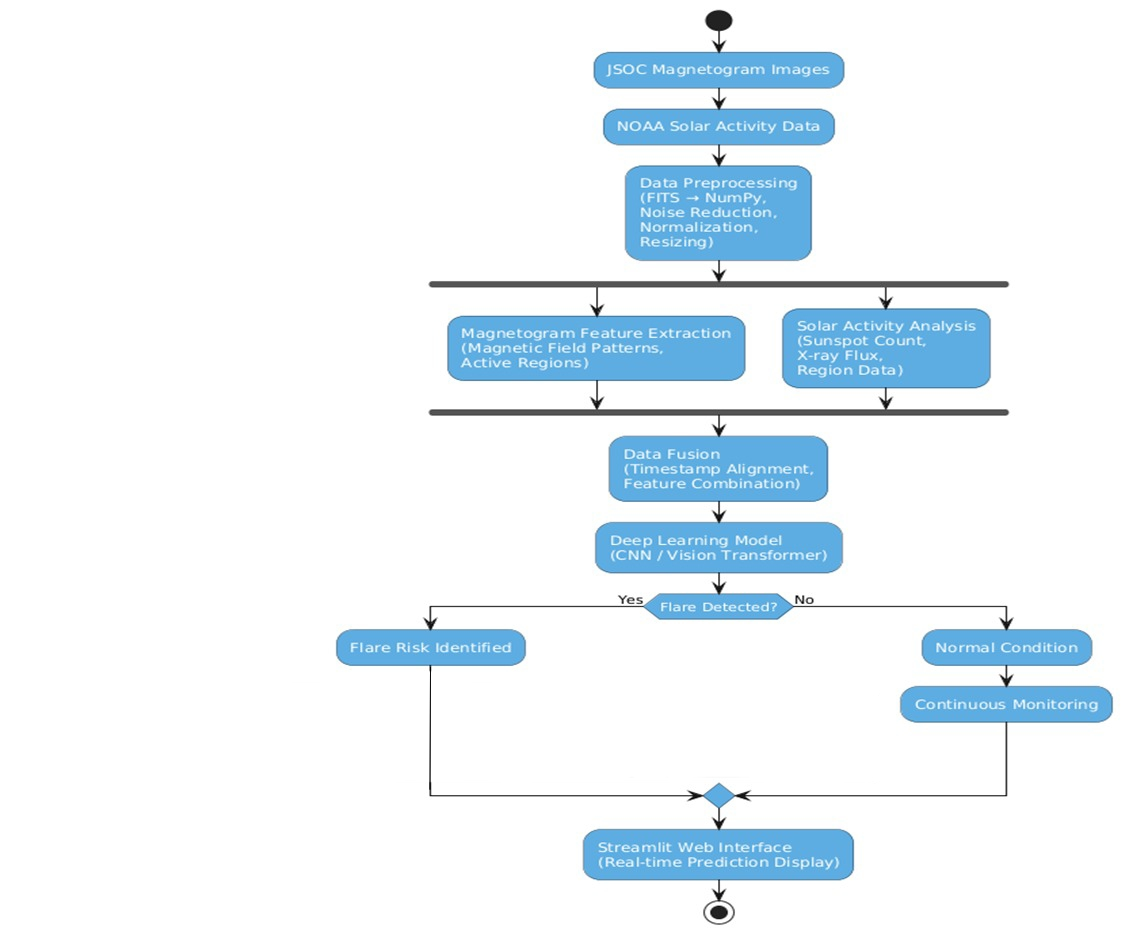 JSOC Magnetogram Images
NOAA Solar Activity Data
Data Preprocessing
(FITS → NumPy,
Noise Reduction,
Normalization,
Resizing)
Magnetogram Feature Extraction
(Magnetic Field Patterns,
Active Regions)
Solar Activity Analysis
(Sunspot Count,
X-ray Flux,
Region Data)
Data Fusion
(Timestamp Alignment,
Feature Combination)
Deep Learning Model
(CNN / Vision Transformer)
Yes
Flare Detected?
No
Flare Risk Identified
Normal Condition
Continuous Monitoring
Streamlit Web Interface
(Real-time Prediction Display)